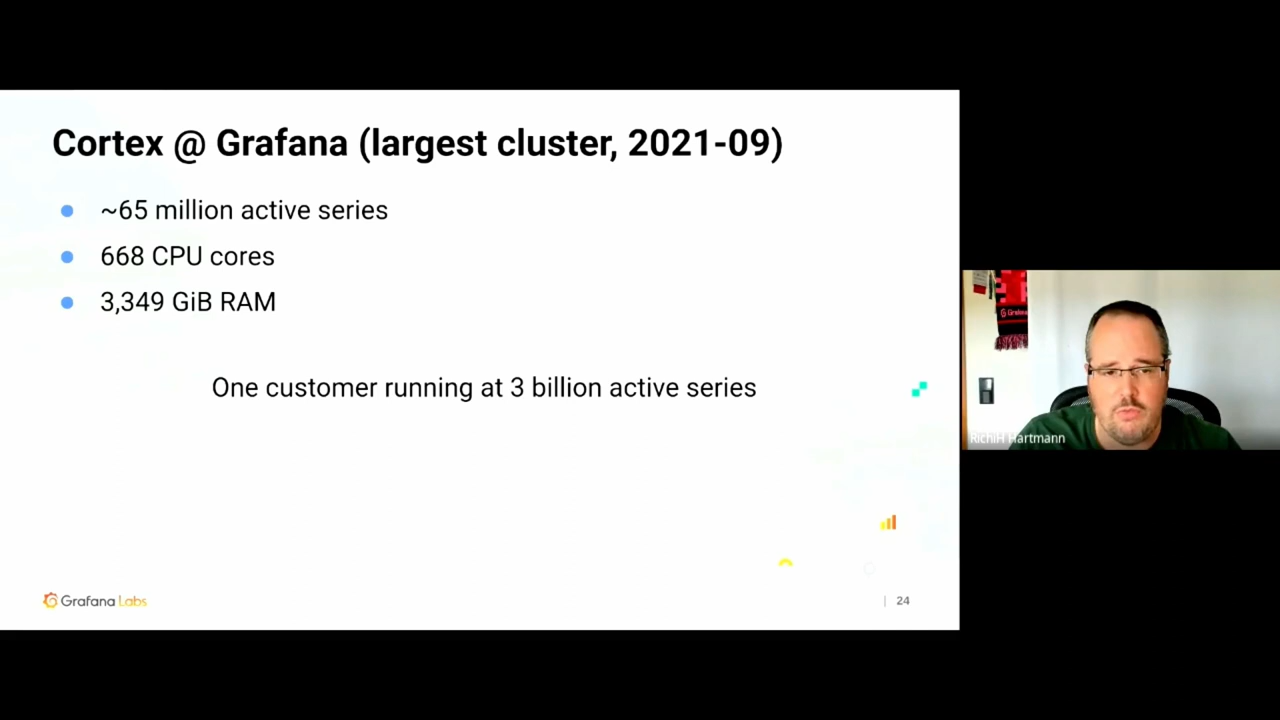 Cortex @ Grafana (largest cluster, 2021-09)
~65 million active series
668 CPU cores
3,349 GiB RAM
One customer running at 3 billion active series
Grafana Labs
| 24
Grafana
RichiH Hartmann